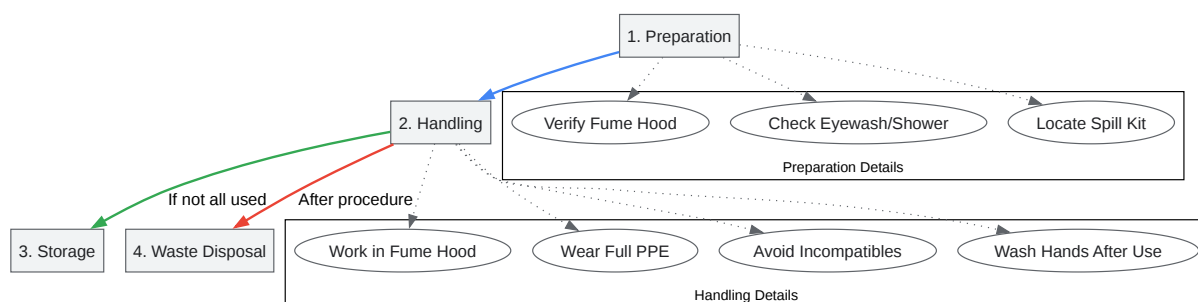 1. Preparation
2. Handling
Verify Fume Hood
Check Eyewash/Shower
Locate Spill Kit
Preparation Details
If not all used
After procedure
3. Storage
4. Waste Disposal
Work in Fume Hood
Wear Full PPE
Avoid Incompatibles
Wash Hands After Use
Handling Details